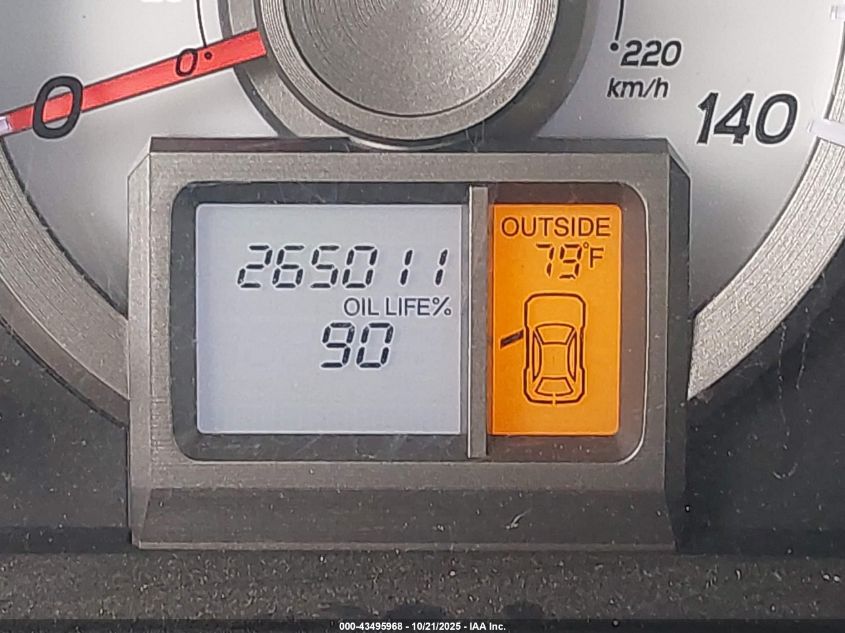 0
0
220
km/h
140
265011
OIL LIFE%
90
OUTSIDE
79°F
000-43495968 - 10/21/2025 - IAA Inc.